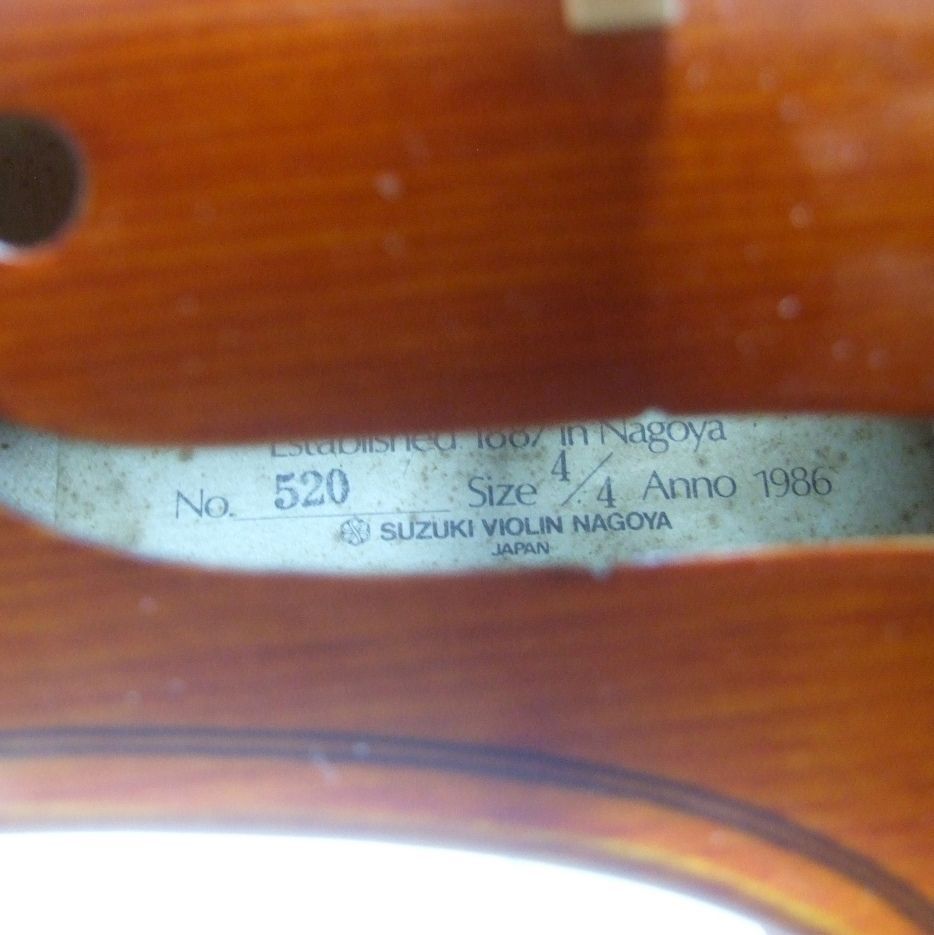 Established 1887 in Nagoya
No. 520 Size 4/4 Anno 1986
SUZUKI VIOLIN NAGOYA
JAPAN